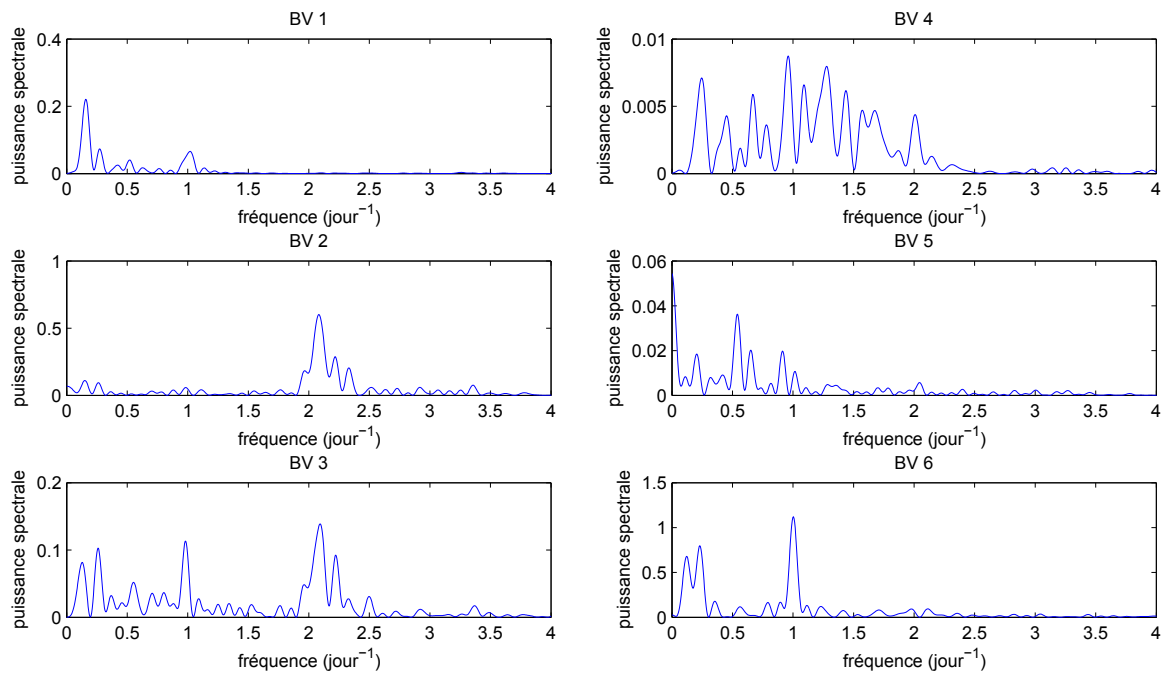 BV 1
puissance spectrale
0.4
0.2
0
0 0.5 1 1.5 2 2.5 3 3.5 4
fréquence (jour−1)
BV 2
puissance spectrale
1
0.5
0
0 0.5 1 1.5 2 2.5 3 3.5 4
fréquence (jour−1)
BV 3
puissance spectrale
0.2
0.1
0
0 0.5 1 1.5 2 2.5 3 3.5 4
fréquence (jour−1)
BV 4
puissance spectrale
0.01
0.005
0
0 0.5 1 1.5 2 2.5 3 3.5 4
fréquence (jour−1)
BV 5
puissance spectrale
0.06
0.04
0.02
0
0 0.5 1 1.5 2 2.5 3 3.5 4
fréquence (jour−1)
BV 6
puissance spectrale
1.5
1
0.5
0
0 0.5 1 1.5 2 2.5 3 3.5 4
fréquence (jour−1)